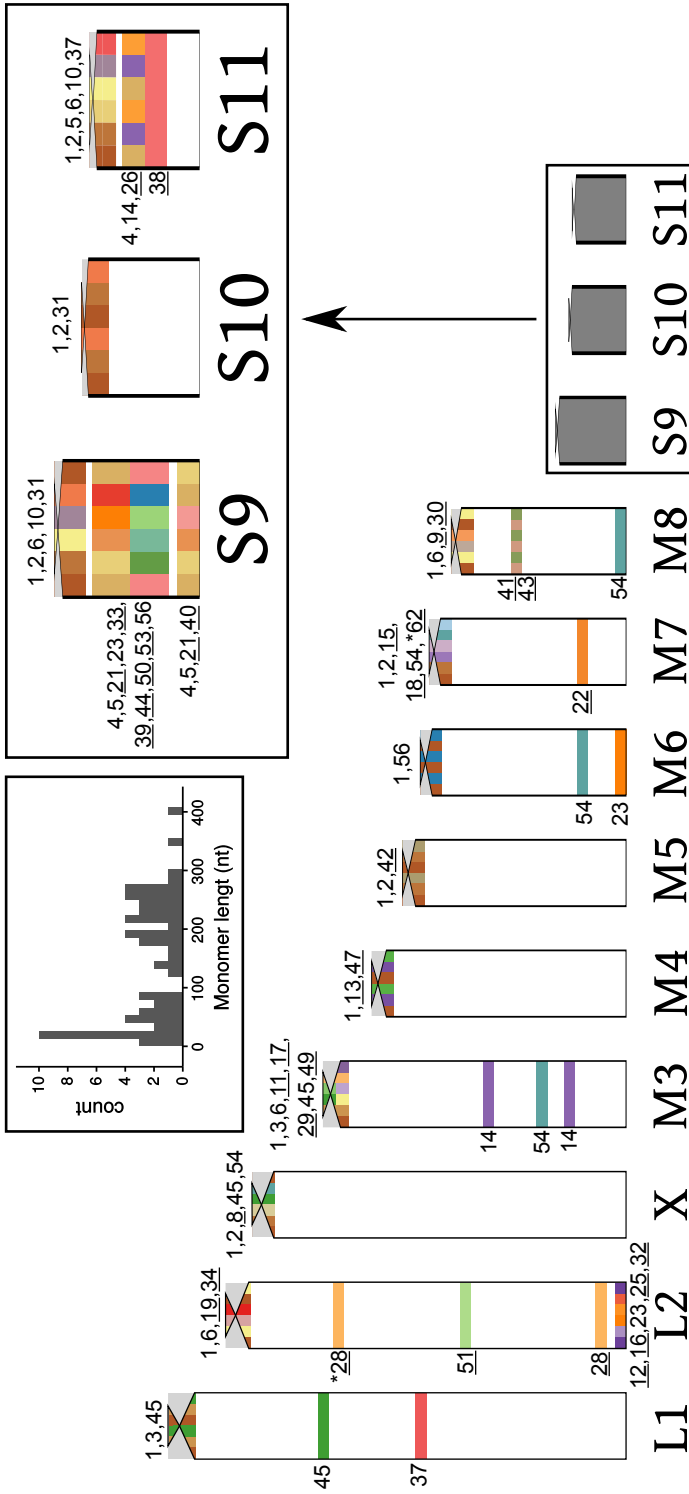 10
8
6
4
2
0
count
0
100
200
300
400
Monomer lengt (nt)
1,2,6,10,31
4,5,21,23,33,
39,44,50,53,56
4,5,21,40
S9
1,2,31
S10
1,2,5,6,10,37
4,14,26
38
S11
1,3,45
45
37
L1
1,6,19,34
*28
51
28
12,16,23,25,32
L2
1,2,8,45,54
X
1,3,6,11,17,
29,45,49
14
54
14
M3
1,13,47
M4
1,2,42
M5
1,56
54
23
M6
1,2,15,
18,54,*62
22
M7
1,6,9,30
41
43
54
M8
S9
S10
S11